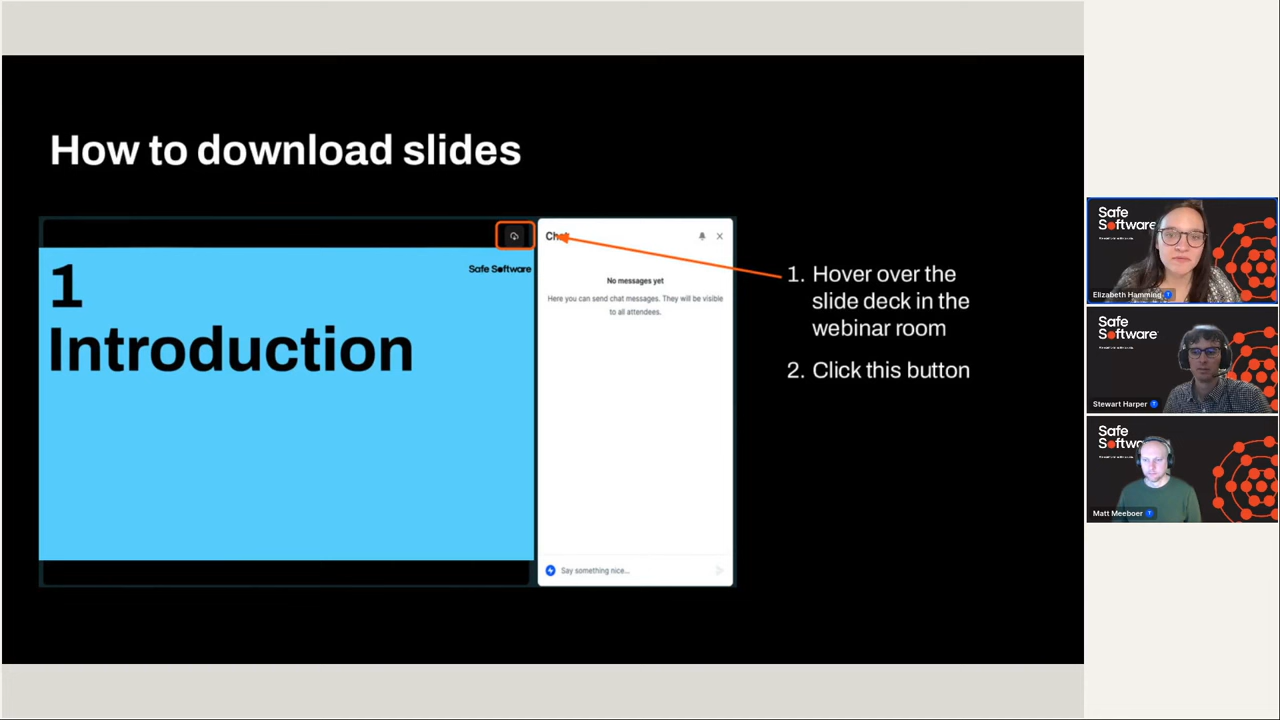 How to download slides
Safe Software
1
Introduction
No messages yet
Here you can send chat messages. They will be visible
to all attendees.
Say something nice...
1. Hover over the
slide deck in the
webinar room
2. Click this button
Safe
Software
Elizabeth Hamming
Safe
Software
Stewart Harper
Safe
Matt Meeboer